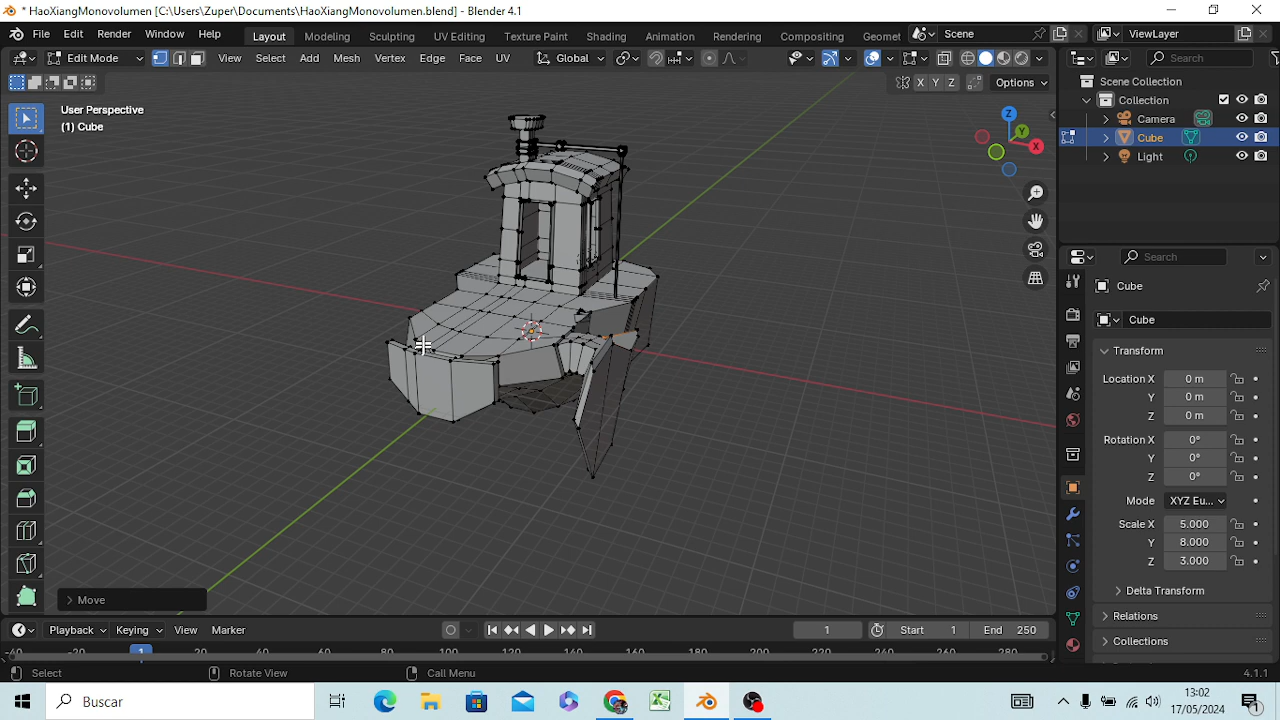 * HaoXiangMonovolumen [C:\Users\Zuper\Documents\HaoXiangMonovolumen.blend] - Blender 4.1
File Edit Render Window Help Layout Modeling Sculpting UV Editing Texture Paint Shading Animation Rendering Compositing Geomet Scene ViewLayer
Edit Mode View Select Add Mesh Vertex Edge Face UV Global Search
X Y Z Options
User Perspective
(1) Cube
Z
Y
X
Scene Collection
Collection
Camera
Cube
Light
Search
Cube
Cube
Transform
Location X 0 m
Y 0 m
Z 0 m
Rotation X 0°
Y 0°
Z 0°
Mode XYZ Eu...
Scale X 5.000
Y 8.000
Z 3.000
Delta Transform
Relations
Collections
Move
Playback Keying View Marker 1 Start 1 End 250
-40 -20 1 20 40 60 80 100 120 140 160 180 200 220 240 260 280
Select Rotate View Call Menu 4.1.1
Buscar
13:02
17/05/2024